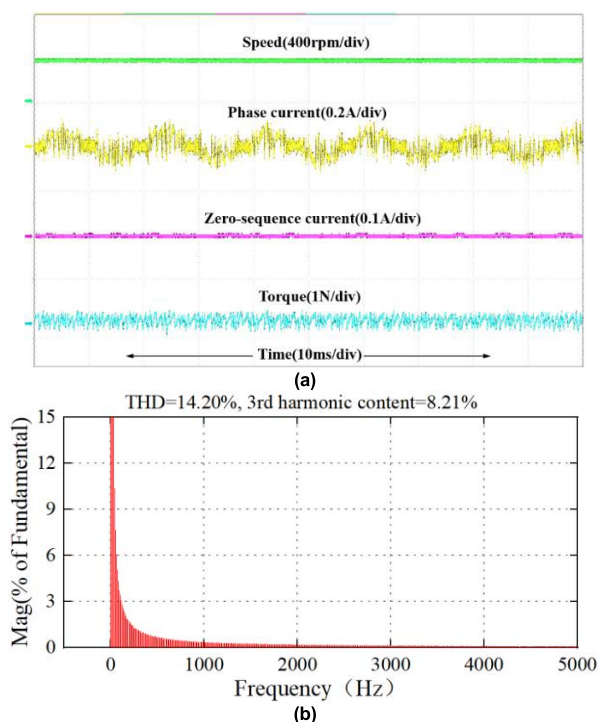 Speed(400rpm/div)
Phase current(0.2A/div)
Zero-sequence current(0.1A/div)
Torque(1N/div)
Time(10ms/div)
(a)
THD=14.20%, 3rd harmonic content=8.21%
15
12
9
6
3
0
Mag(% of Fundamental)
0 1000 2000 3000 4000 5000
Frequency（Hz）
(b)